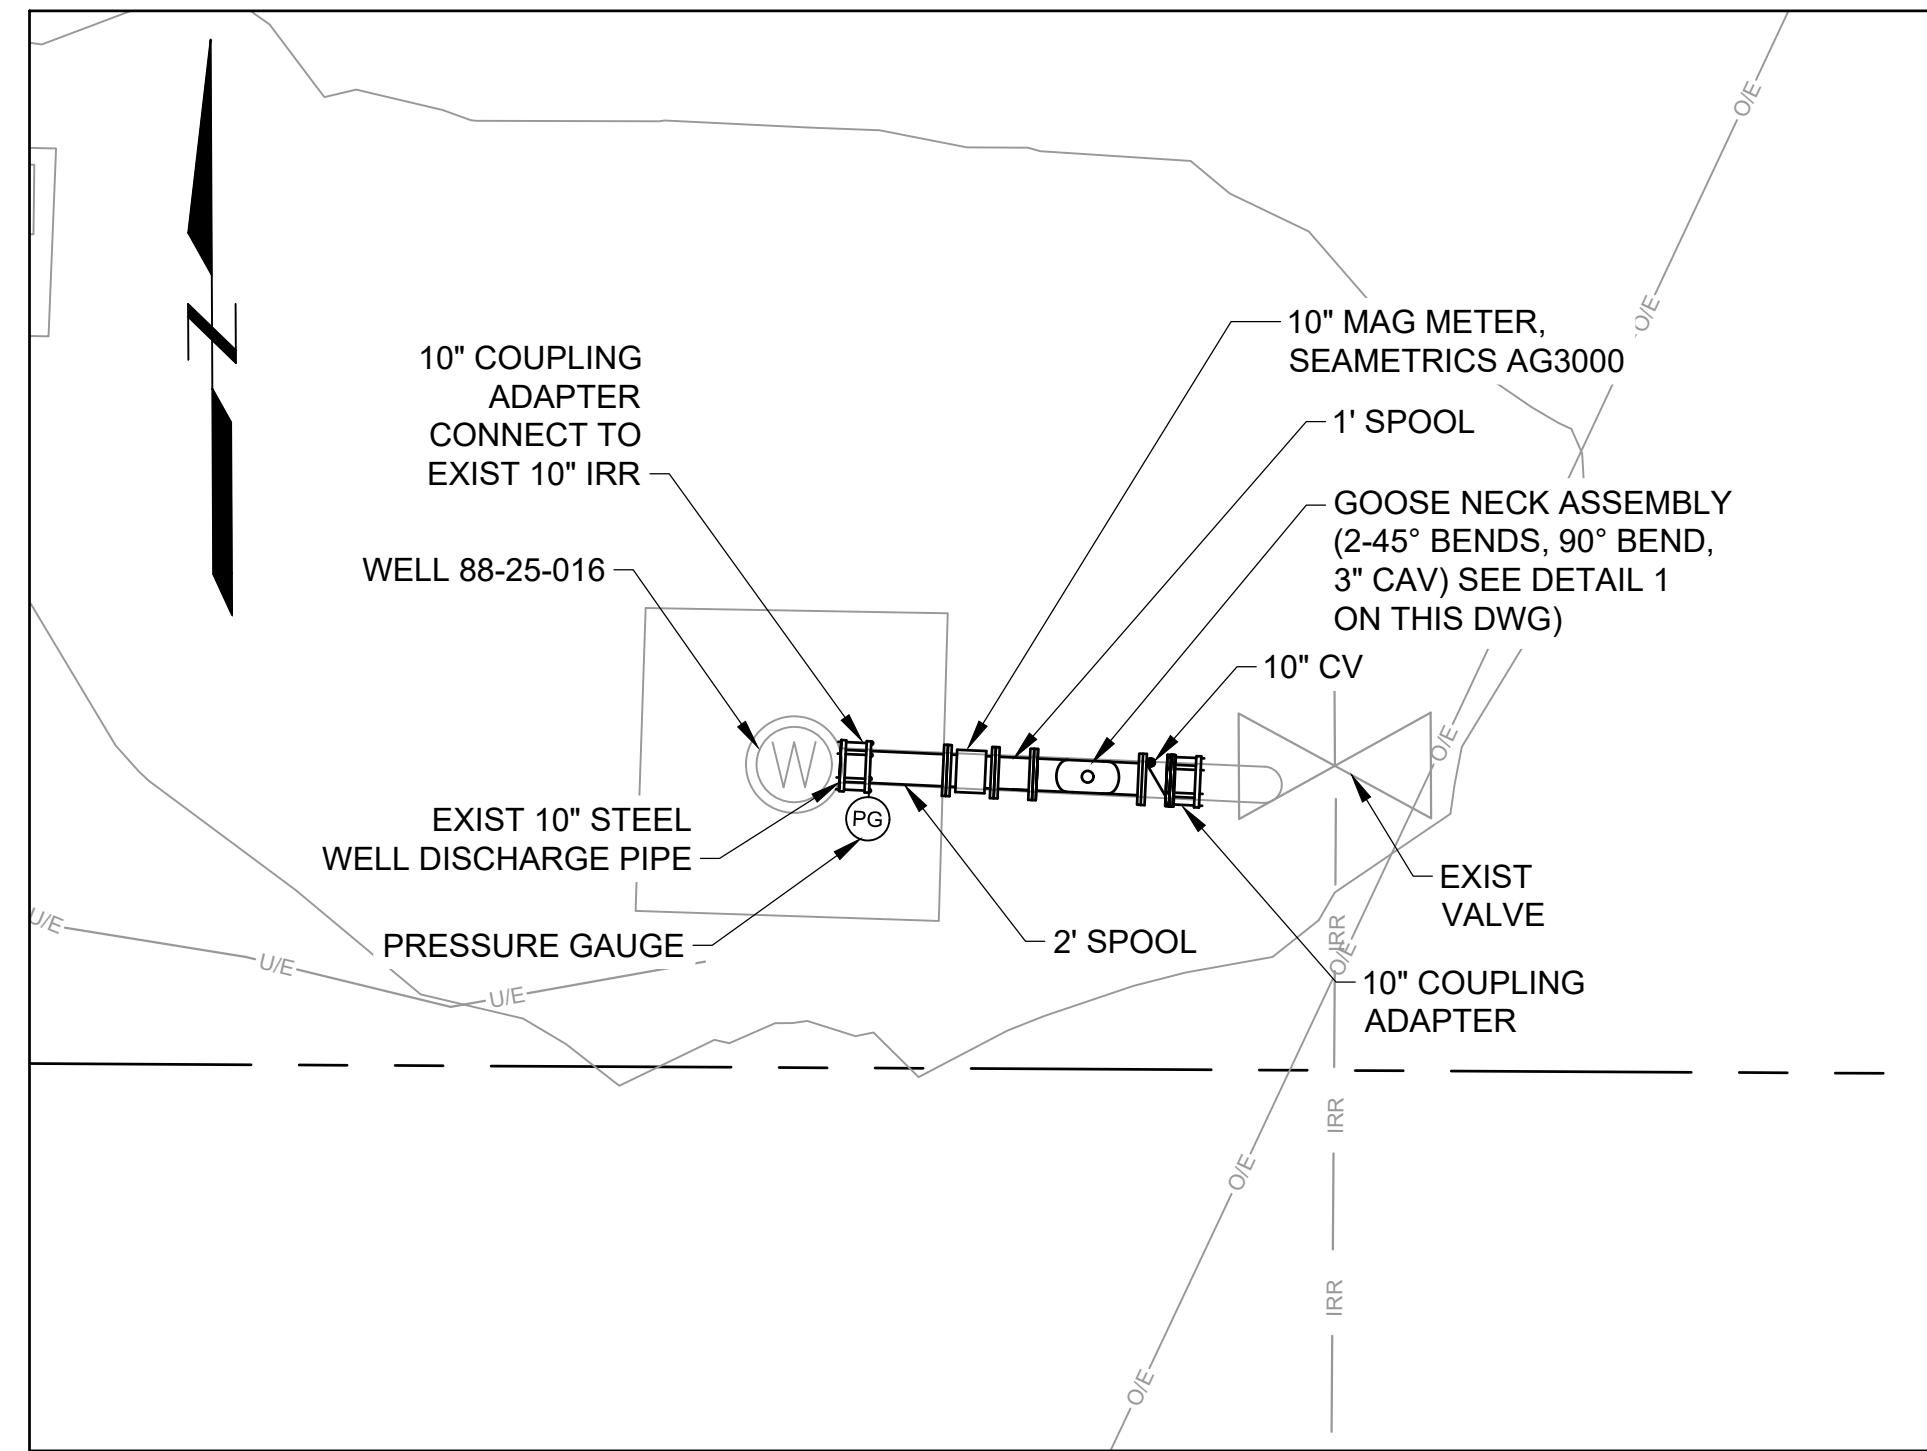 O/E
O/E
N
10" MAG METER,
SEAMETRICS AG3000
10" COUPLING
ADAPTER
CONNECT TO
EXIST 10" IRR
1' SPOOL
GOOSE NECK ASSEMBLY
(2-45° BENDS, 90° BEND,
3" CAV) SEE DETAIL 1
ON THIS DWG)
WELL 88-25-016
10" CV
O/E
W
EXIST 10" STEEL
WELL DISCHARGE PIPE
PG
EXIST
VALVE
U/E
U/E
U/E
PRESSURE GAUGE
2' SPOOL
IRR
O/E
10" COUPLING
ADAPTER
IRR
O/E
IRR
O/E